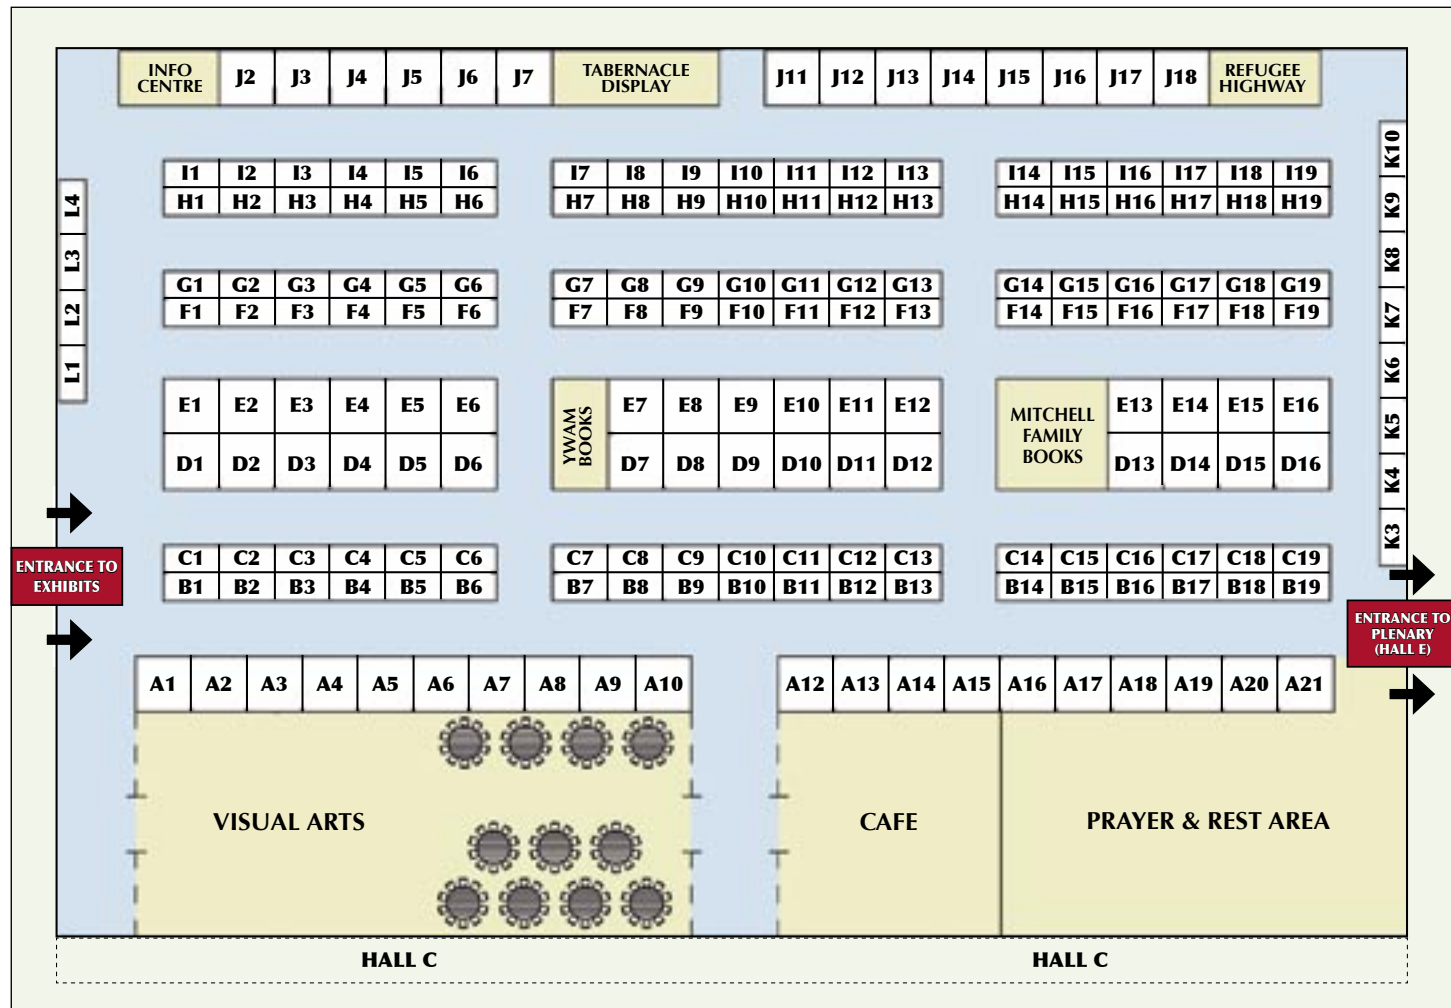 INFO
CENTRE
J2 J3 J4 J5 J6 J7
TABERNACLE
DISPLAY
J11 J12 J13 J14 J15 J16 J17 J18
REFUGEE
HIGHWAY
I1 I2 I3 I4 I5 I6 I7 I8 I9 I10 I11 I12 I13 I14 I15 I16 I17 I18 I19
H1 H2 H3 H4 H5 H6 H7 H8 H9 H10 H11 H12 H13 H14 H15 H16 H17 H18 H19
G1 G2 G3 G4 G5 G6 G7 G8 G9 G10 G11 G12 G13 G14 G15 G16 G17 G18 G19
F1 F2 F3 F4 F5 F6 F7 F8 F9 F10 F11 F12 F13 F14 F15 F16 F17 F18 F19
L4
L3
L2
L1
K10
K9
K8
K7
K6
K5
K4
K3
E1 E2 E3 E4 E5 E6
YWAM
BOOKS
E7 E8 E9 E10 E11 E12
MITCHELL
FAMILY
BOOKS
E13 E14 E15 E16
D1 D2 D3 D4 D5 D6 D7 D8 D9 D10 D11 D12 D13 D14 D15 D16
ENTRANCE TO
EXHIBITS
C1 C2 C3 C4 C5 C6 C7 C8 C9 C10 C11 C12 C13 C14 C15 C16 C17 C18 C19
B1 B2 B3 B4 B5 B6 B7 B8 B9 B10 B11 B12 B13 B14 B15 B16 B17 B18 B19
ENTRANCE TO
PLENARY
(HALL E)
A1 A2 A3 A4 A5 A6 A7 A8 A9 A10 A12 A13 A14 A15 A16 A17 A18 A19 A20 A21
VISUAL ARTS
CAFE
PRAYER & REST AREA
HALL C
HALL C